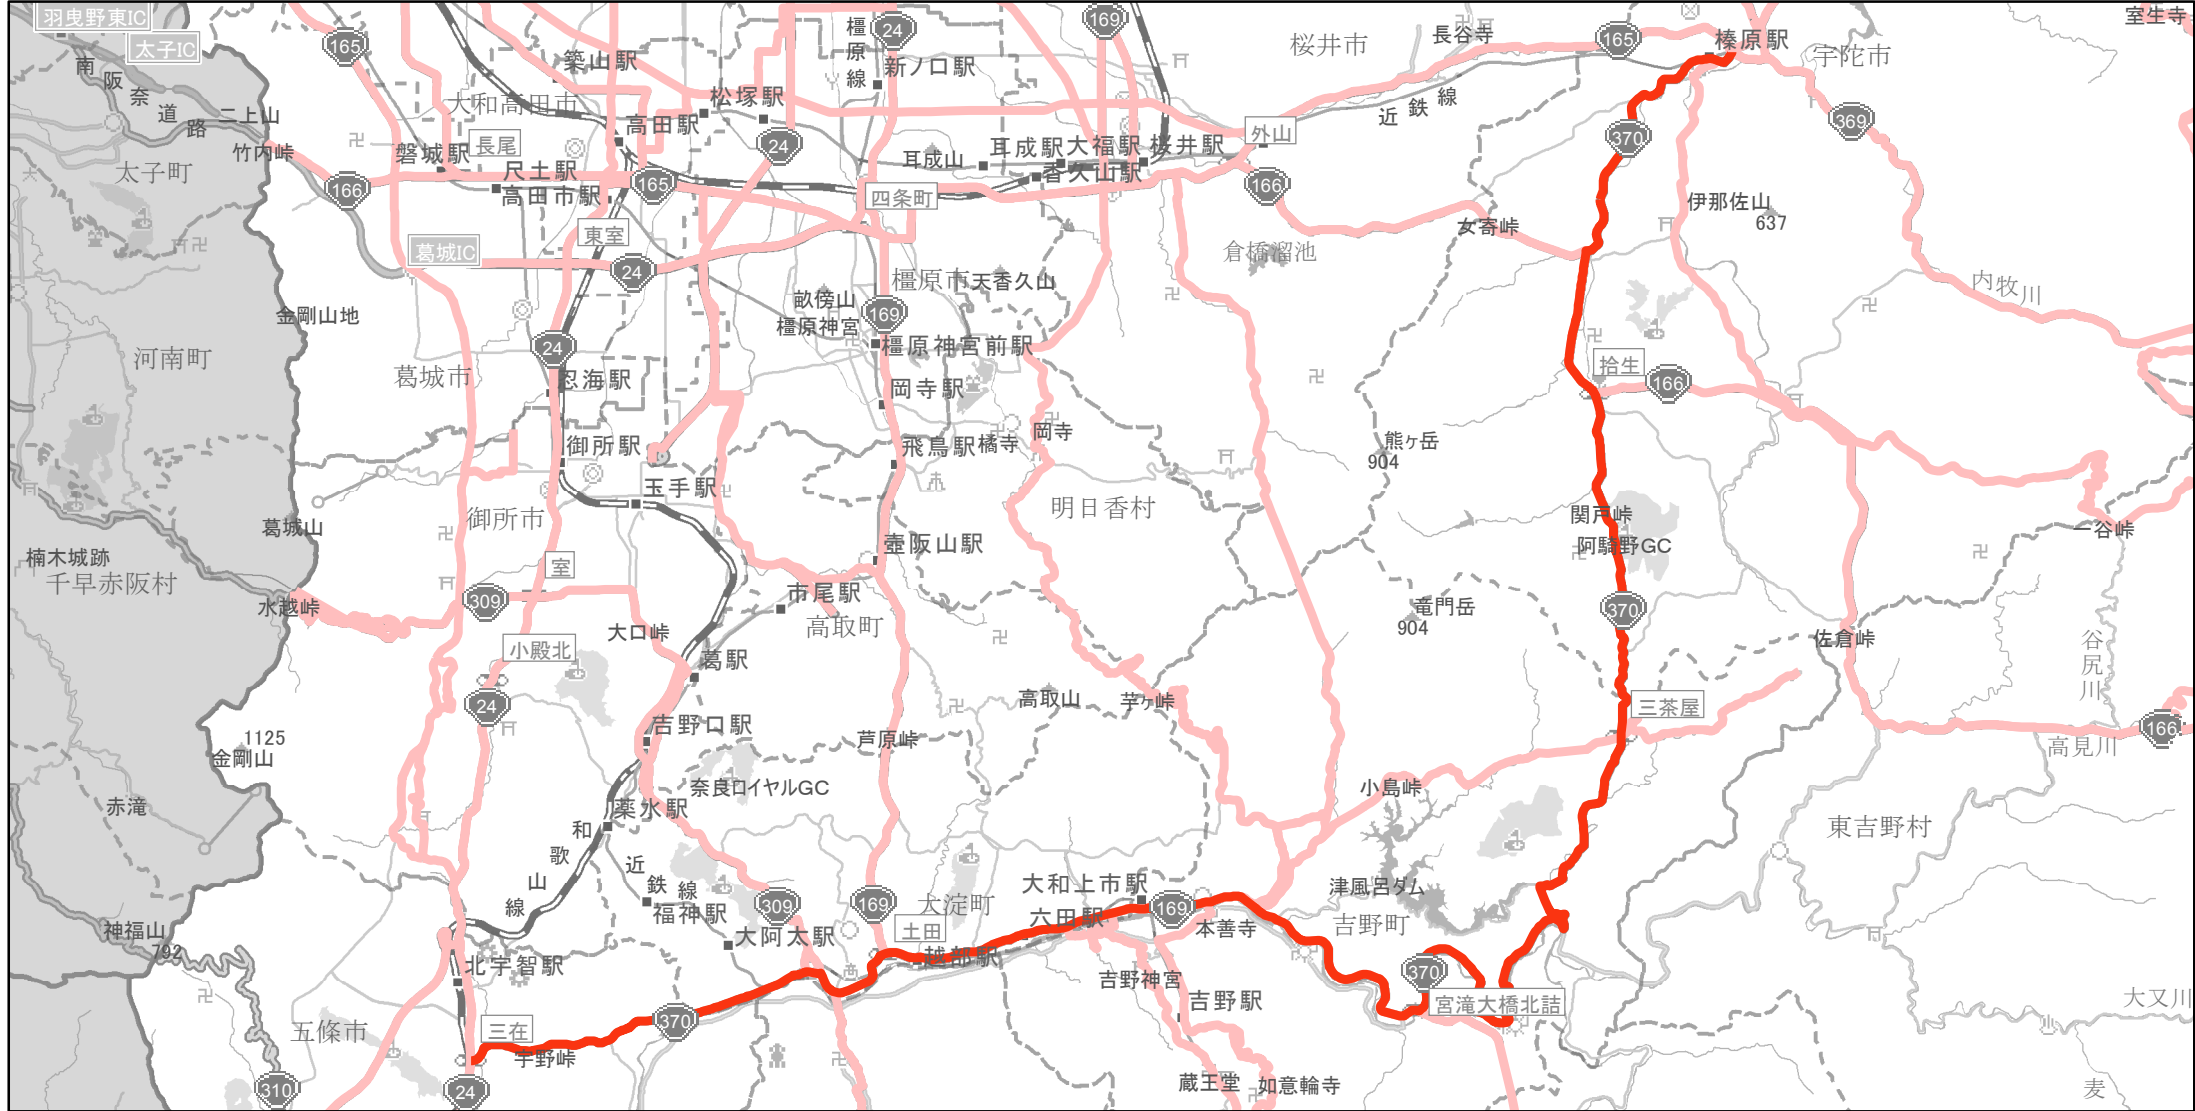 羽曳野東IC
太子IC
南阪奈道路
二上山
竹内峠
太子町
165
築山駅
大和高田市
松塚駅
高田駅
長尾
磐城駅
尺土駅
高田市駅
166
165
24
橿原線
24
新ノ口駅
169
耳成山
耳成駅
大福駅
桜井駅
香久山駅
四条町
桜井市
長谷寺
近鉄線
外山
166
165
榛原駅
宇陀市
室生寺
369
370
伊那佐山
637
女寄峠
倉橋溜池
内牧川
東室
葛城IC
24
橿原市
天香久山
畝傍山
橿原神宮
169
橿原神宮前駅
金剛山地
河南町
葛城市
24
忍海駅
岡寺駅
拾生
166
御所駅
飛鳥駅
橘寺
岡寺
熊ヶ岳
904
玉手駅
御所市
明日香村
関戸峠
阿騎野GC
一谷峠
葛城山
楠木城跡
千早赤阪村
水越峠
室
309
壺阪山駅
市尾駅
高取町
大口峠
小殿北
葛駅
竜門岳
904
370
佐倉峠
谷尻川
24
吉野口駅
高取山
芋ヶ峠
三茶屋
166
高見川
1125
金剛山
芦原峠
奈良ロイヤルGC
小島峠
赤滝
薬水駅
東吉野村
和歌山線
近鉄線
福神駅
309
169
大淀町
大和上市駅
六田駅
169
津風呂ダム
吉野町
本善寺
神福山
792
大阿太駅
土田
越部駅
北宇智駅
吉野神宮
吉野駅
370
宮滝大橋北詰
大又川
五條市
三在
宇野峠
370
310
24
蔵王堂
如意輪寺
麦